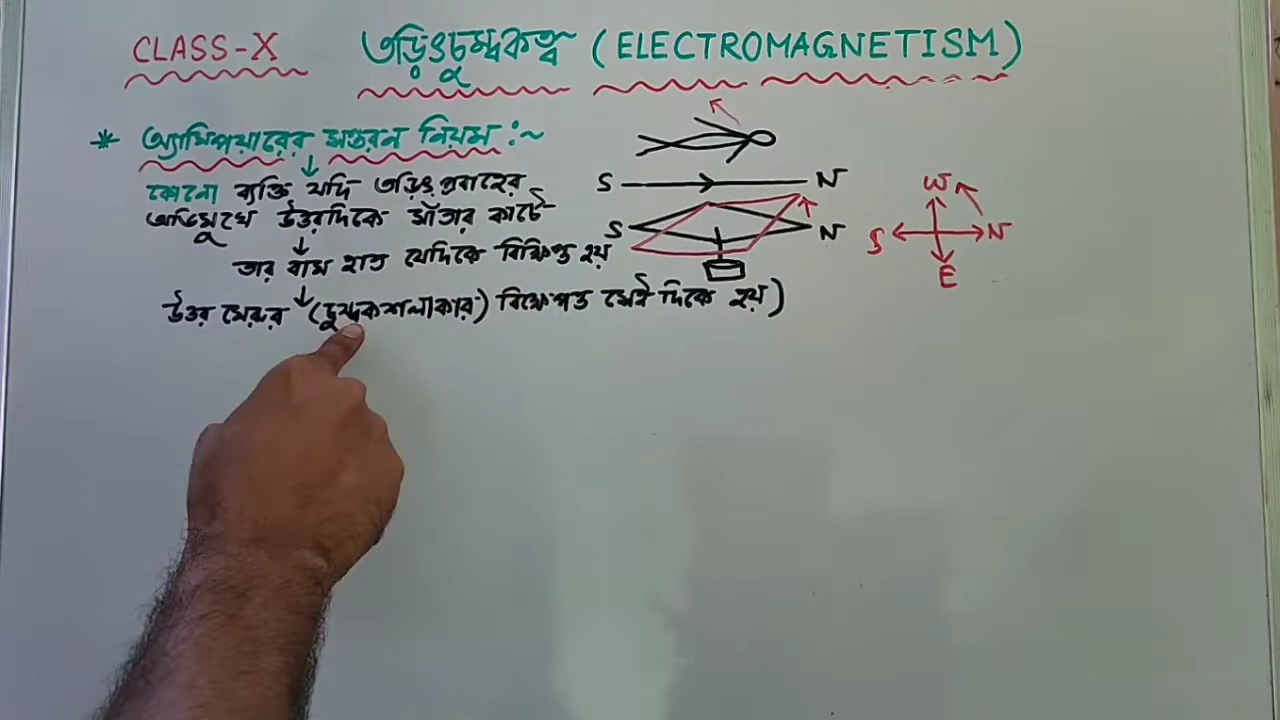 CLASS-X তড়িৎচুম্বকত্ব (ELECTROMAGNETISM)
* অ্যাম্পিয়ারের সন্তরন নিয়ম :~
কোনো ব্যক্তি যদি তড়িৎপ্রবাহের
অভিমুখে উত্তরদিকে সাঁতার কাটে
তার বাম হাত যেদিকে বিক্ষিপ্ত হয়
উত্তর মেরুর (চুম্বকশলাকার) বিক্ষেপও সেই দিকে হয়)
S N
S N
W
S N
E